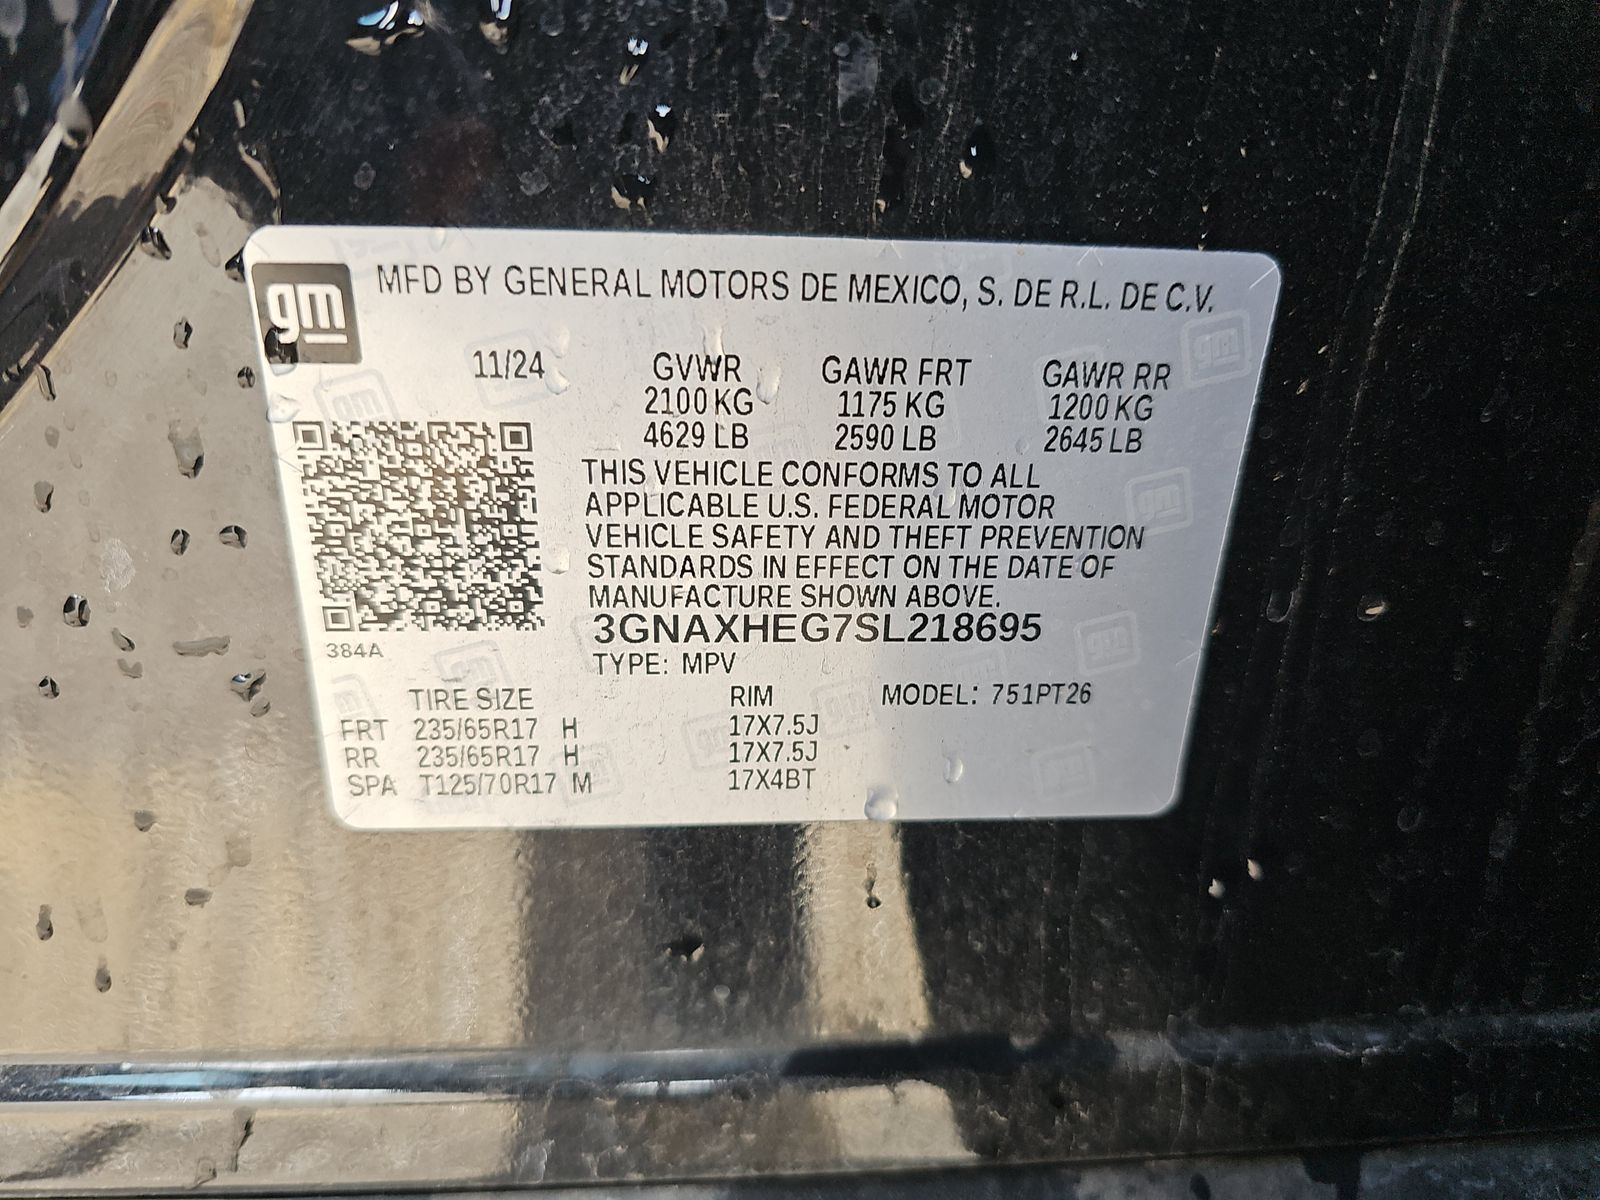 gm
MFD BY GENERAL MOTORS DE MEXICO, S. DE R.L. DE C.V.
11/24 GVWR GAWR FRT GAWR RR
2100 KG 1175 KG 1200 KG
4629 LB 2590 LB 2645 LB
THIS VEHICLE CONFORMS TO ALL
APPLICABLE U.S. FEDERAL MOTOR
VEHICLE SAFETY AND THEFT PREVENTION
STANDARDS IN EFFECT ON THE DATE OF
MANUFACTURE SHOWN ABOVE.
3GNAXHEG7SL218695
384A
TYPE: MPV
TIRE SIZE RIM MODEL: 751PT26
FRT 235/65R17 H 17X7.5J
RR 235/65R17 H 17X7.5J
SPA T125/70R17 M 17X4BT